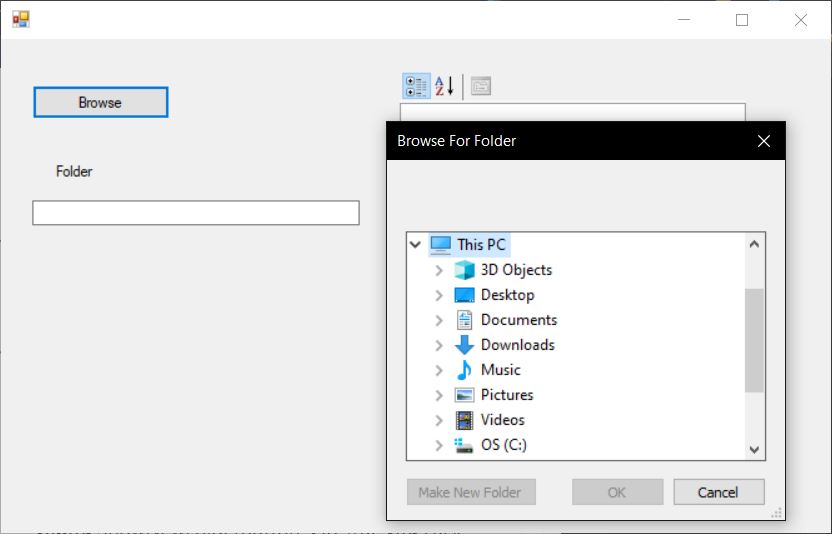 Browse
A
Z
Folder
Browse For Folder
This PC
3D Objects
Desktop
Documents
Downloads
Music
Pictures
Videos
OS (C:)
Make New Folder
OK
Cancel